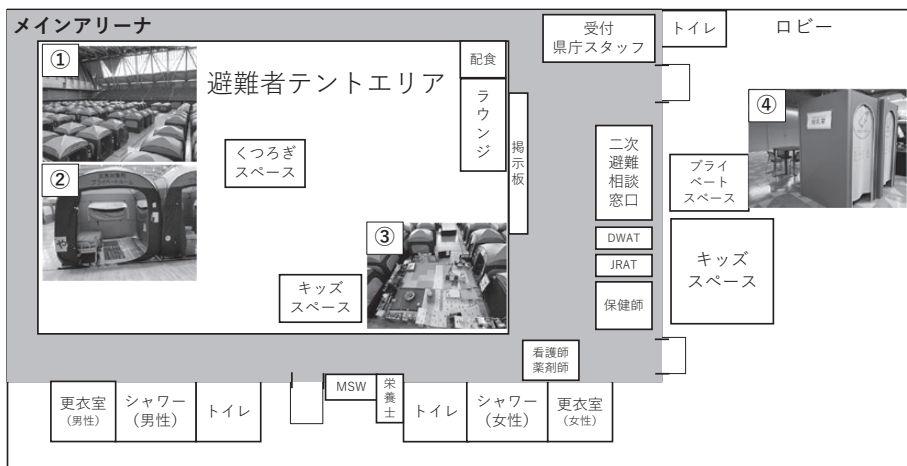 メインアリーナ
①
避難者テントエリア
配食
ラウンジ
掲示板
受付
県庁スタッフ
トイレ
ロビー
④
②
くつろぎ
スペース
二次避難相談窓口
プライ
ベート
スペース
③
キッズ
スペース
DWAT
JRAT
保健師
キッズ
スペース
看護師
薬剤師
更衣室
(男性)
シャワー
(男性)
トイレ
MSW
栄養士
トイレ
シャワー
(女性)
更衣室
(女性)